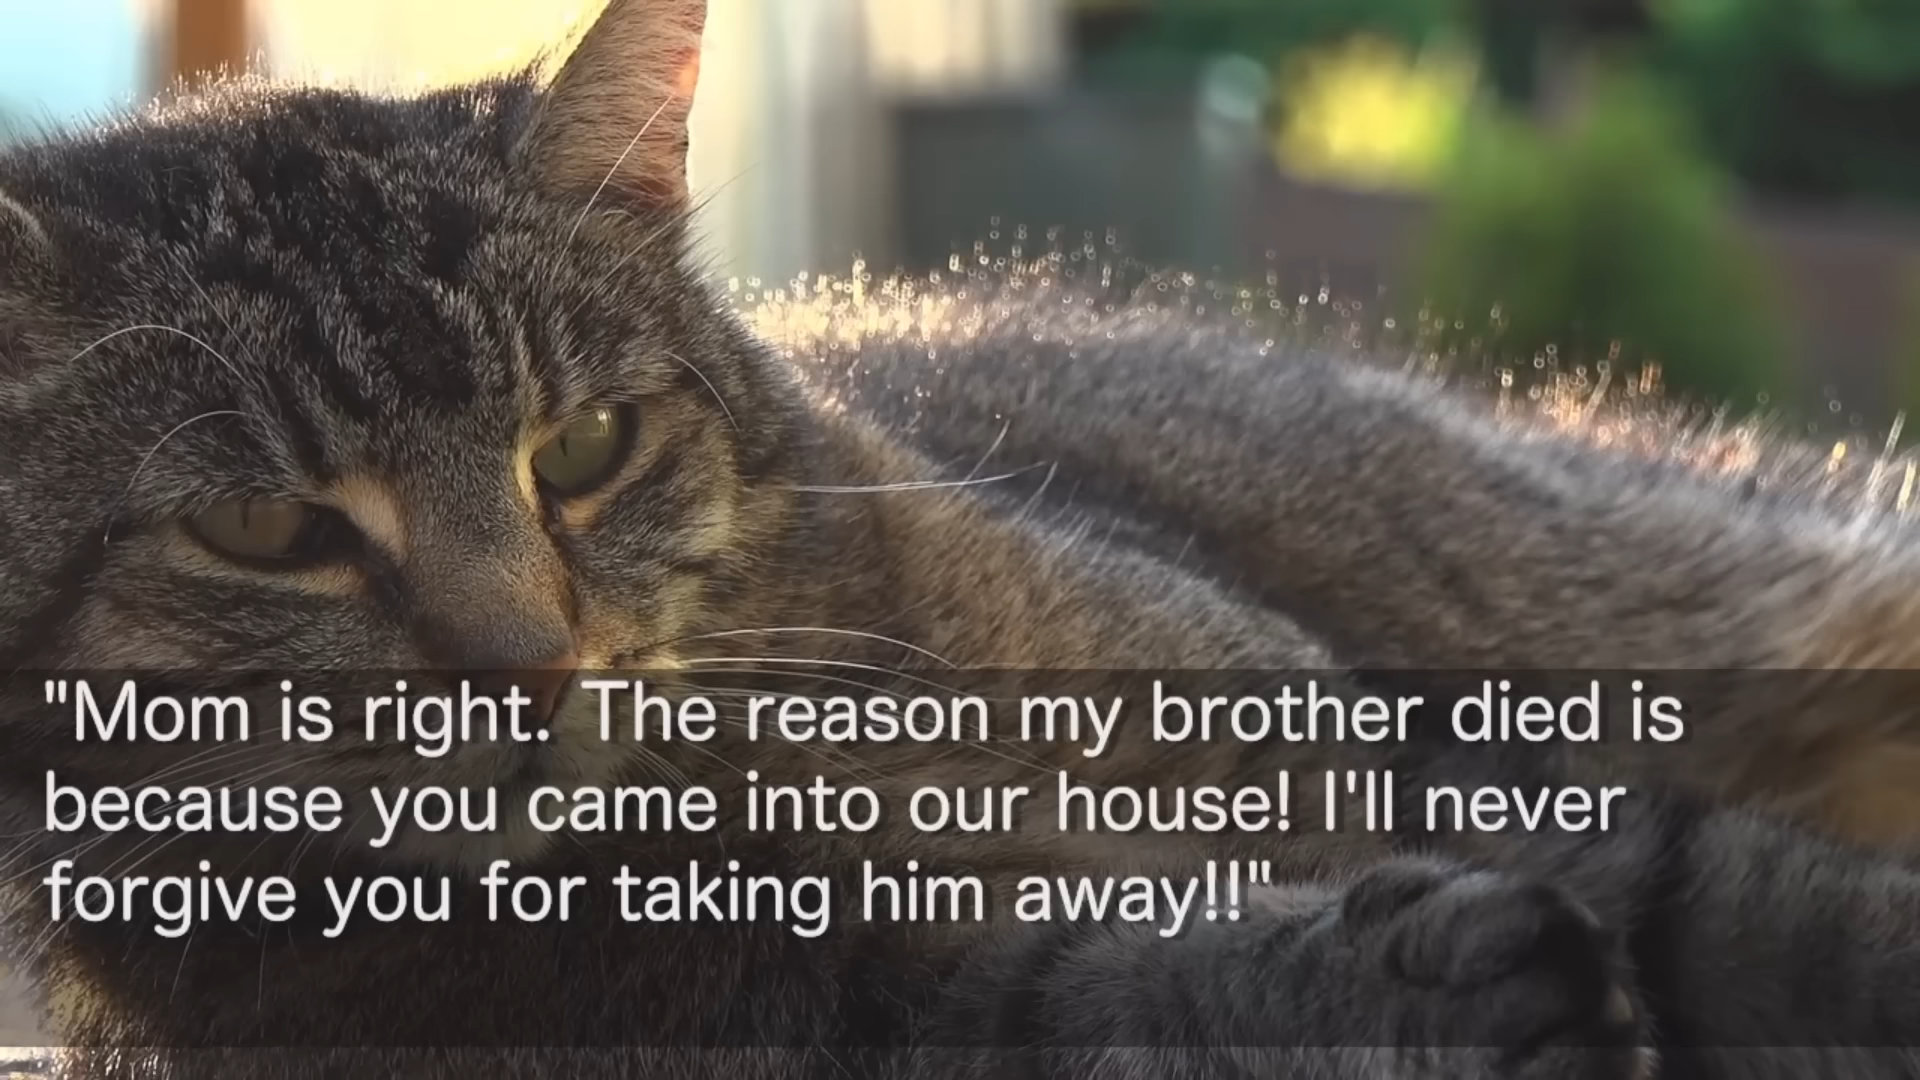 "Mom is right. The reason my brother died is
because you came into our house! I'll never
forgive you for taking him away!!"